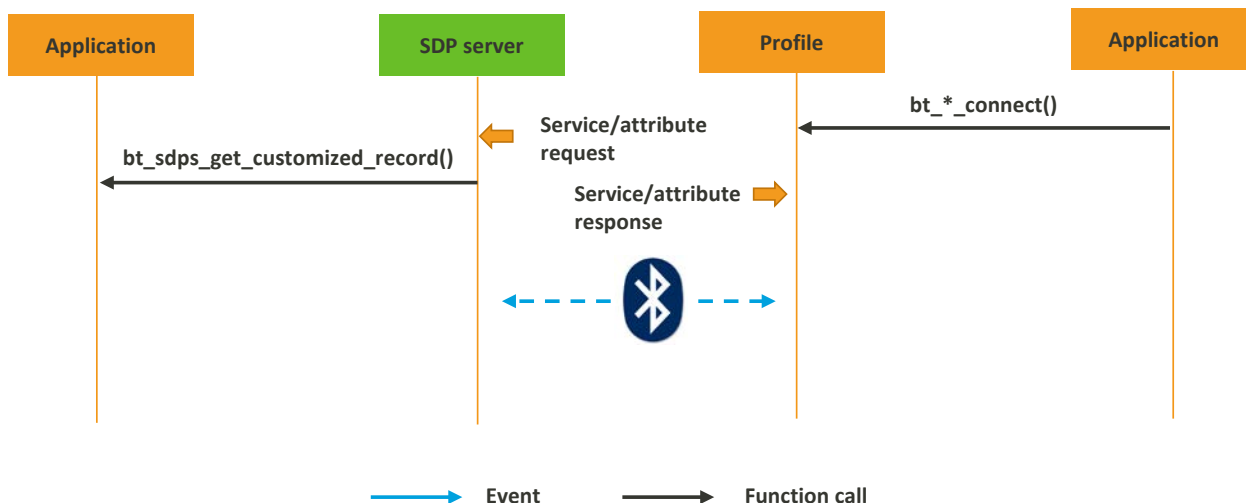 Application
SDP server
Profile
Application
bt_*_connect()
Service/attribute
request
bt_sdps_get_customized_record()
Service/attribute
response
Event
Function call